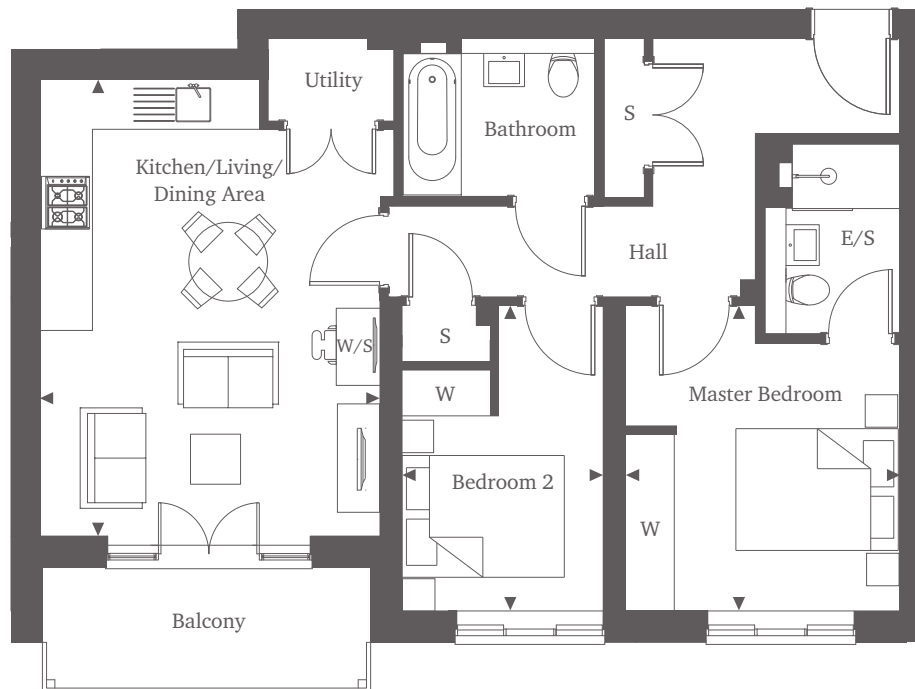 Utility
Bathroom
S
Kitchen/Living/
Dining Area
Hall
E/S
S
W/S
W
Master Bedroom
Bedroom 2
W
Balcony